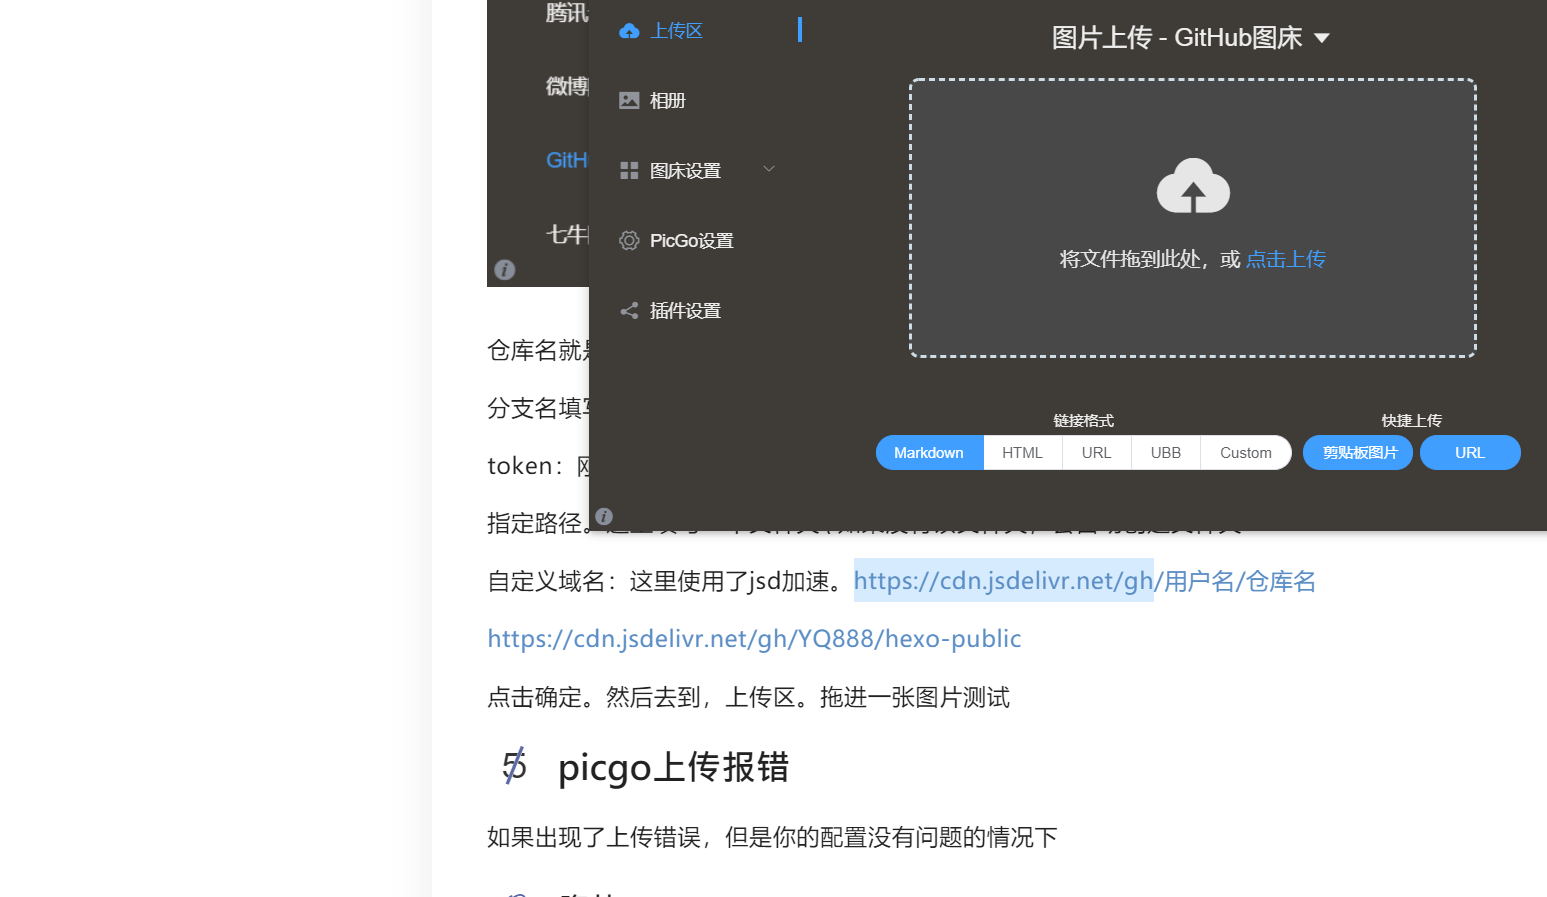 腾讯
微博
GitH
七牛
上传区
相册
图床设置
PicGo设置
插件设置
图片上传 - GitHub图床
将文件拖到此处，或 点击上传
链接格式
快捷上传
Markdown HTML URL UBB Custom
剪贴板图片 URL
仓库名就是
分支名填写
token：刚
指定路径。
自定义域名：这里使用了jsd加速。https://cdn.jsdelivr.net/gh/用户名/仓库名
https://cdn.jsdelivr.net/gh/YQ888/hexo-public
点击确定。然后去到，上传区。拖进一张图片测试
5 picgo上传报错
如果出现了上传错误，但是你的配置没有问题的情况下